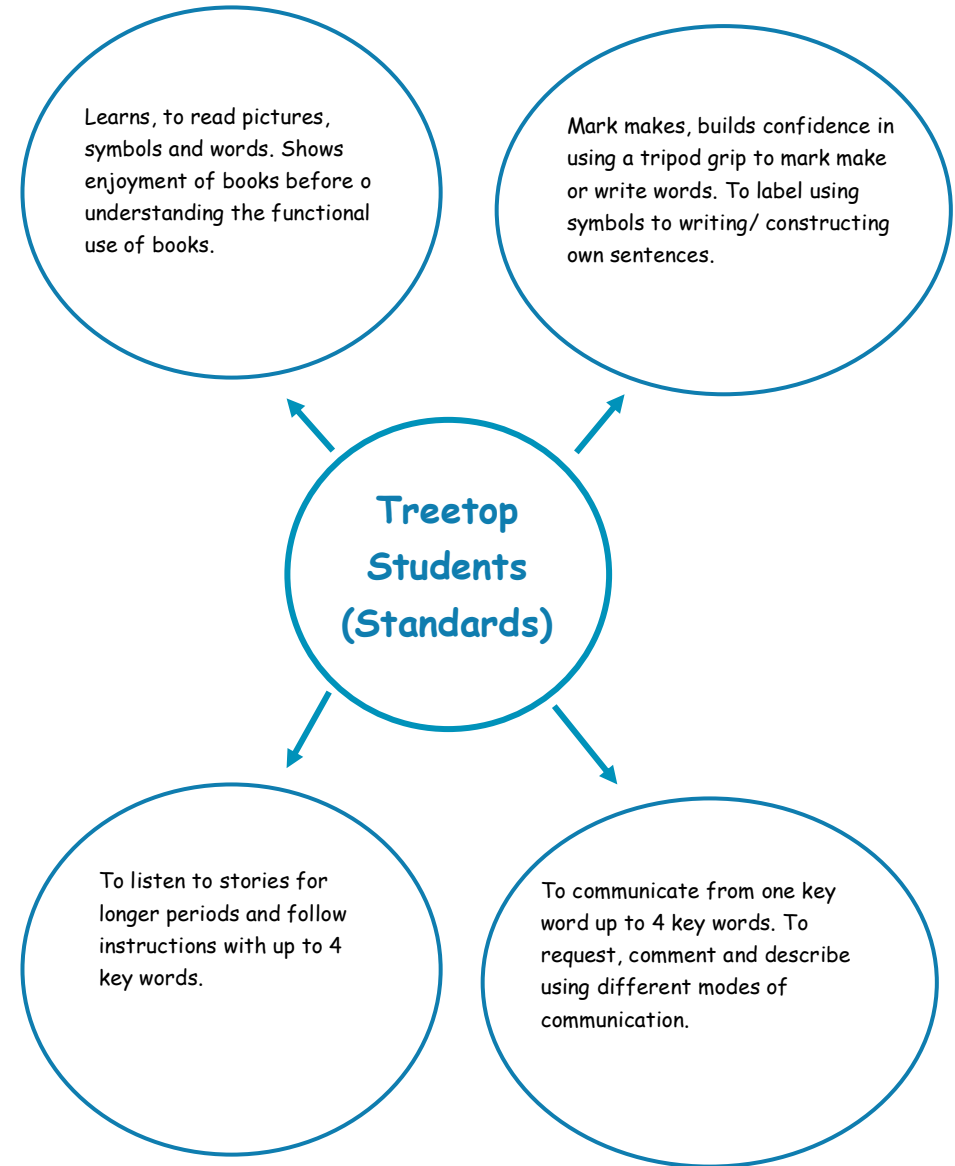 Learns, to read pictures,
symbols and words. Shows
enjoyment of books before o
understanding the functional
use of books.
Mark makes, builds confidence in
using a tripod grip to mark make
or write words. To label using
symbols to writing/ constructing
own sentences.
Treetop
Students
(Standards)
To listen to stories for
longer periods and follow
instructions with up to 4
key words.
To communicate from one key
word up to 4 key words. To
request, comment and describe
using different modes of
communication.